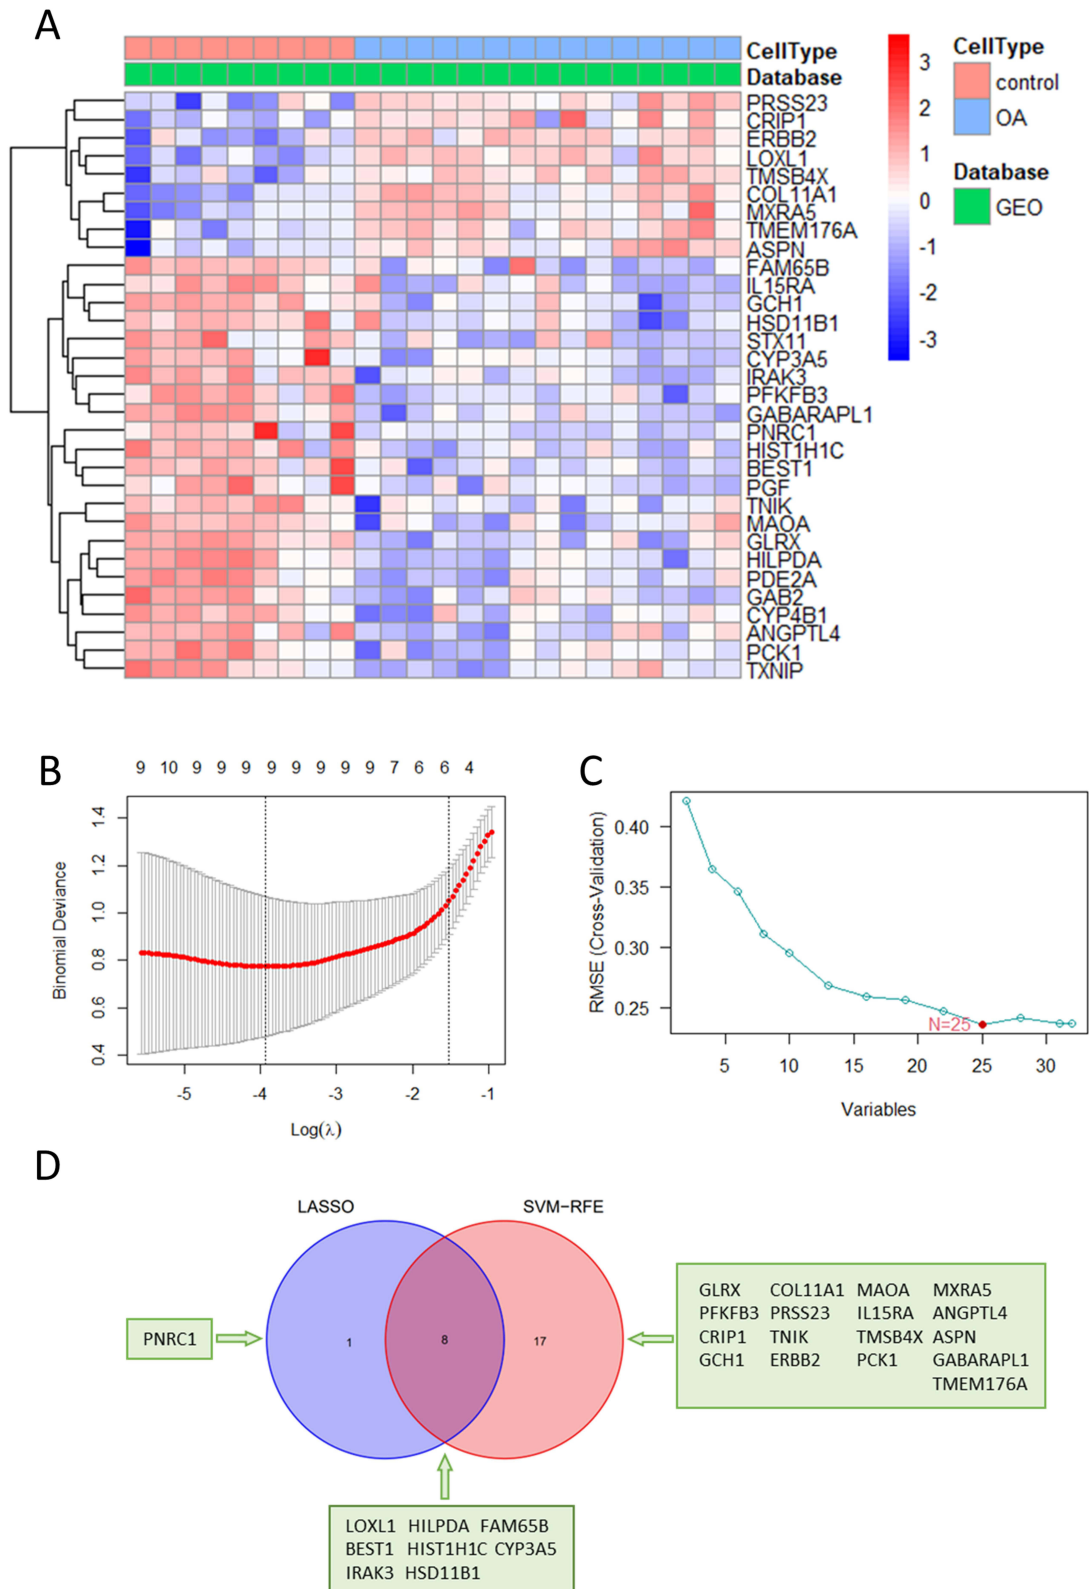 A
CellType
Database
PRSS23
CRIP1
ERBB2
LOXL1
TMSB4X
COL11A1
MXRA5
TMEM176A
ASPN
FAM65B
IL15RA
GCH1
HSD11B1
STX11
CYP3A5
IRAK3
PFKFB3
GABARAPL1
PNRC1
HIST1H1C
BEST1
PGF
TNIK
MAOA
GLRX
HILPDA
PDE2A
GAB2
CYP4B1
ANGPTL4
PCK1
TXNIP
3
2
1
0
-1
-2
-3
CellType
control
OA
Database
GEO
B
9 10 9 9 9 9 9 9 9 9 7 6 6 4
Binomial Deviance
1.4
1.2
1.0
0.8
0.6
0.4
-5 -4 -3 -2 -1
Log(λ)
C
RMSE (Cross-Validation)
0.40
0.35
0.30
0.25
N=25
5 10 15 20 25 30
Variables
D
LASSO SVM-RFE
PNRC1
1 8 17
GLRX COL11A1 MAOA MXRA5
PFKFB3 PRSS23 IL15RA ANGPTL4
CRIP1 TNIK TMSB4X ASPN
GCH1 ERBB2 PCK1 GABARAPL1
TMEM176A
LOXL1 HILPDA FAM65B
BEST1 HIST1H1C CYP3A5
IRAK3 HSD11B1